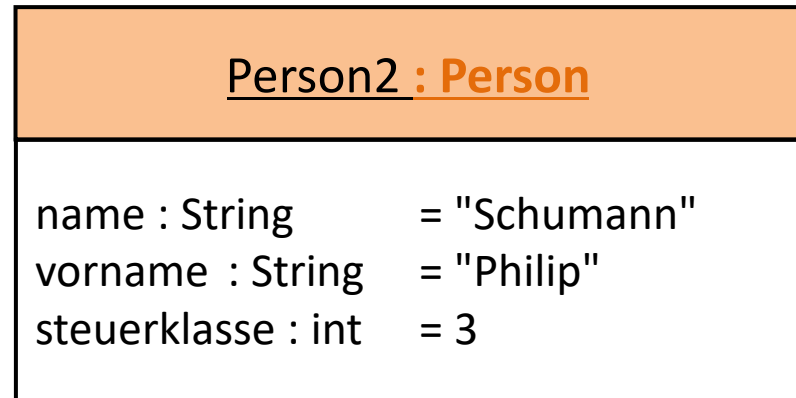 Person2 : Person
name : String = "Schumann"
vorname : String = "Philip"
steuerklasse : int = 3